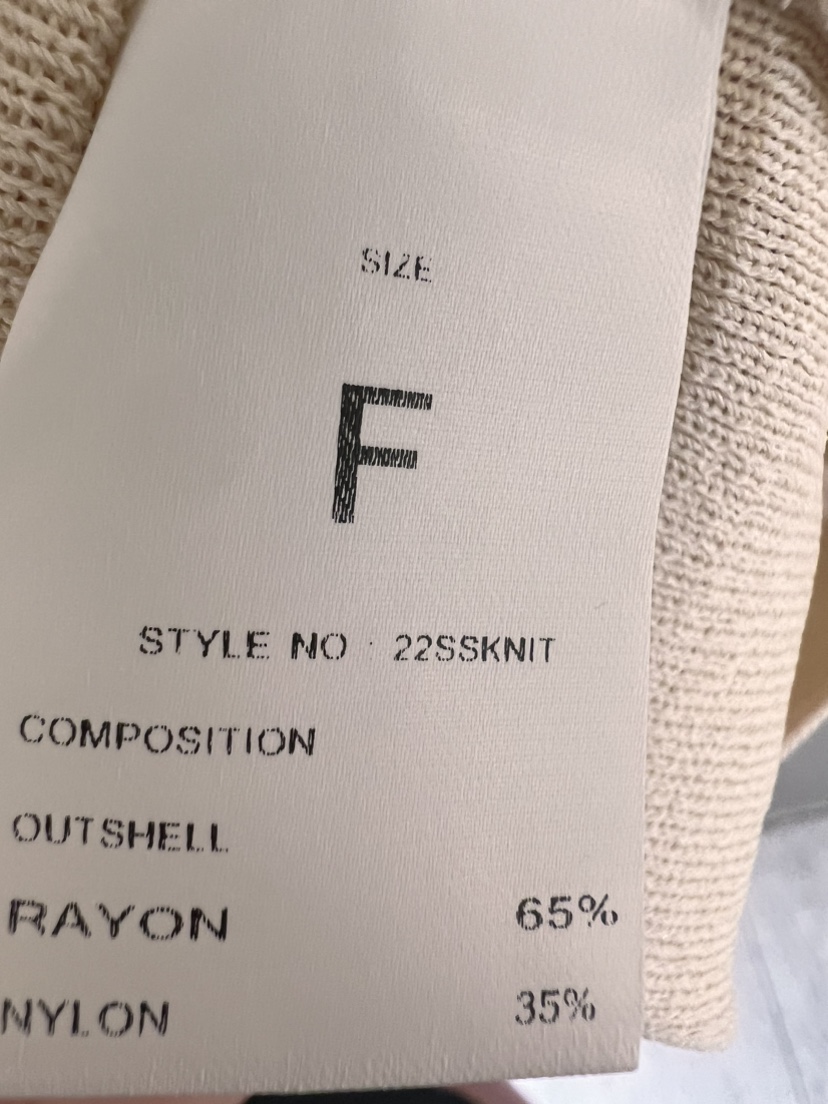 SIZE
F
STYLE NO : 22SSKNIT
COMPOSITION
OUTSHELL
RAYON 65%
NYLON 35%